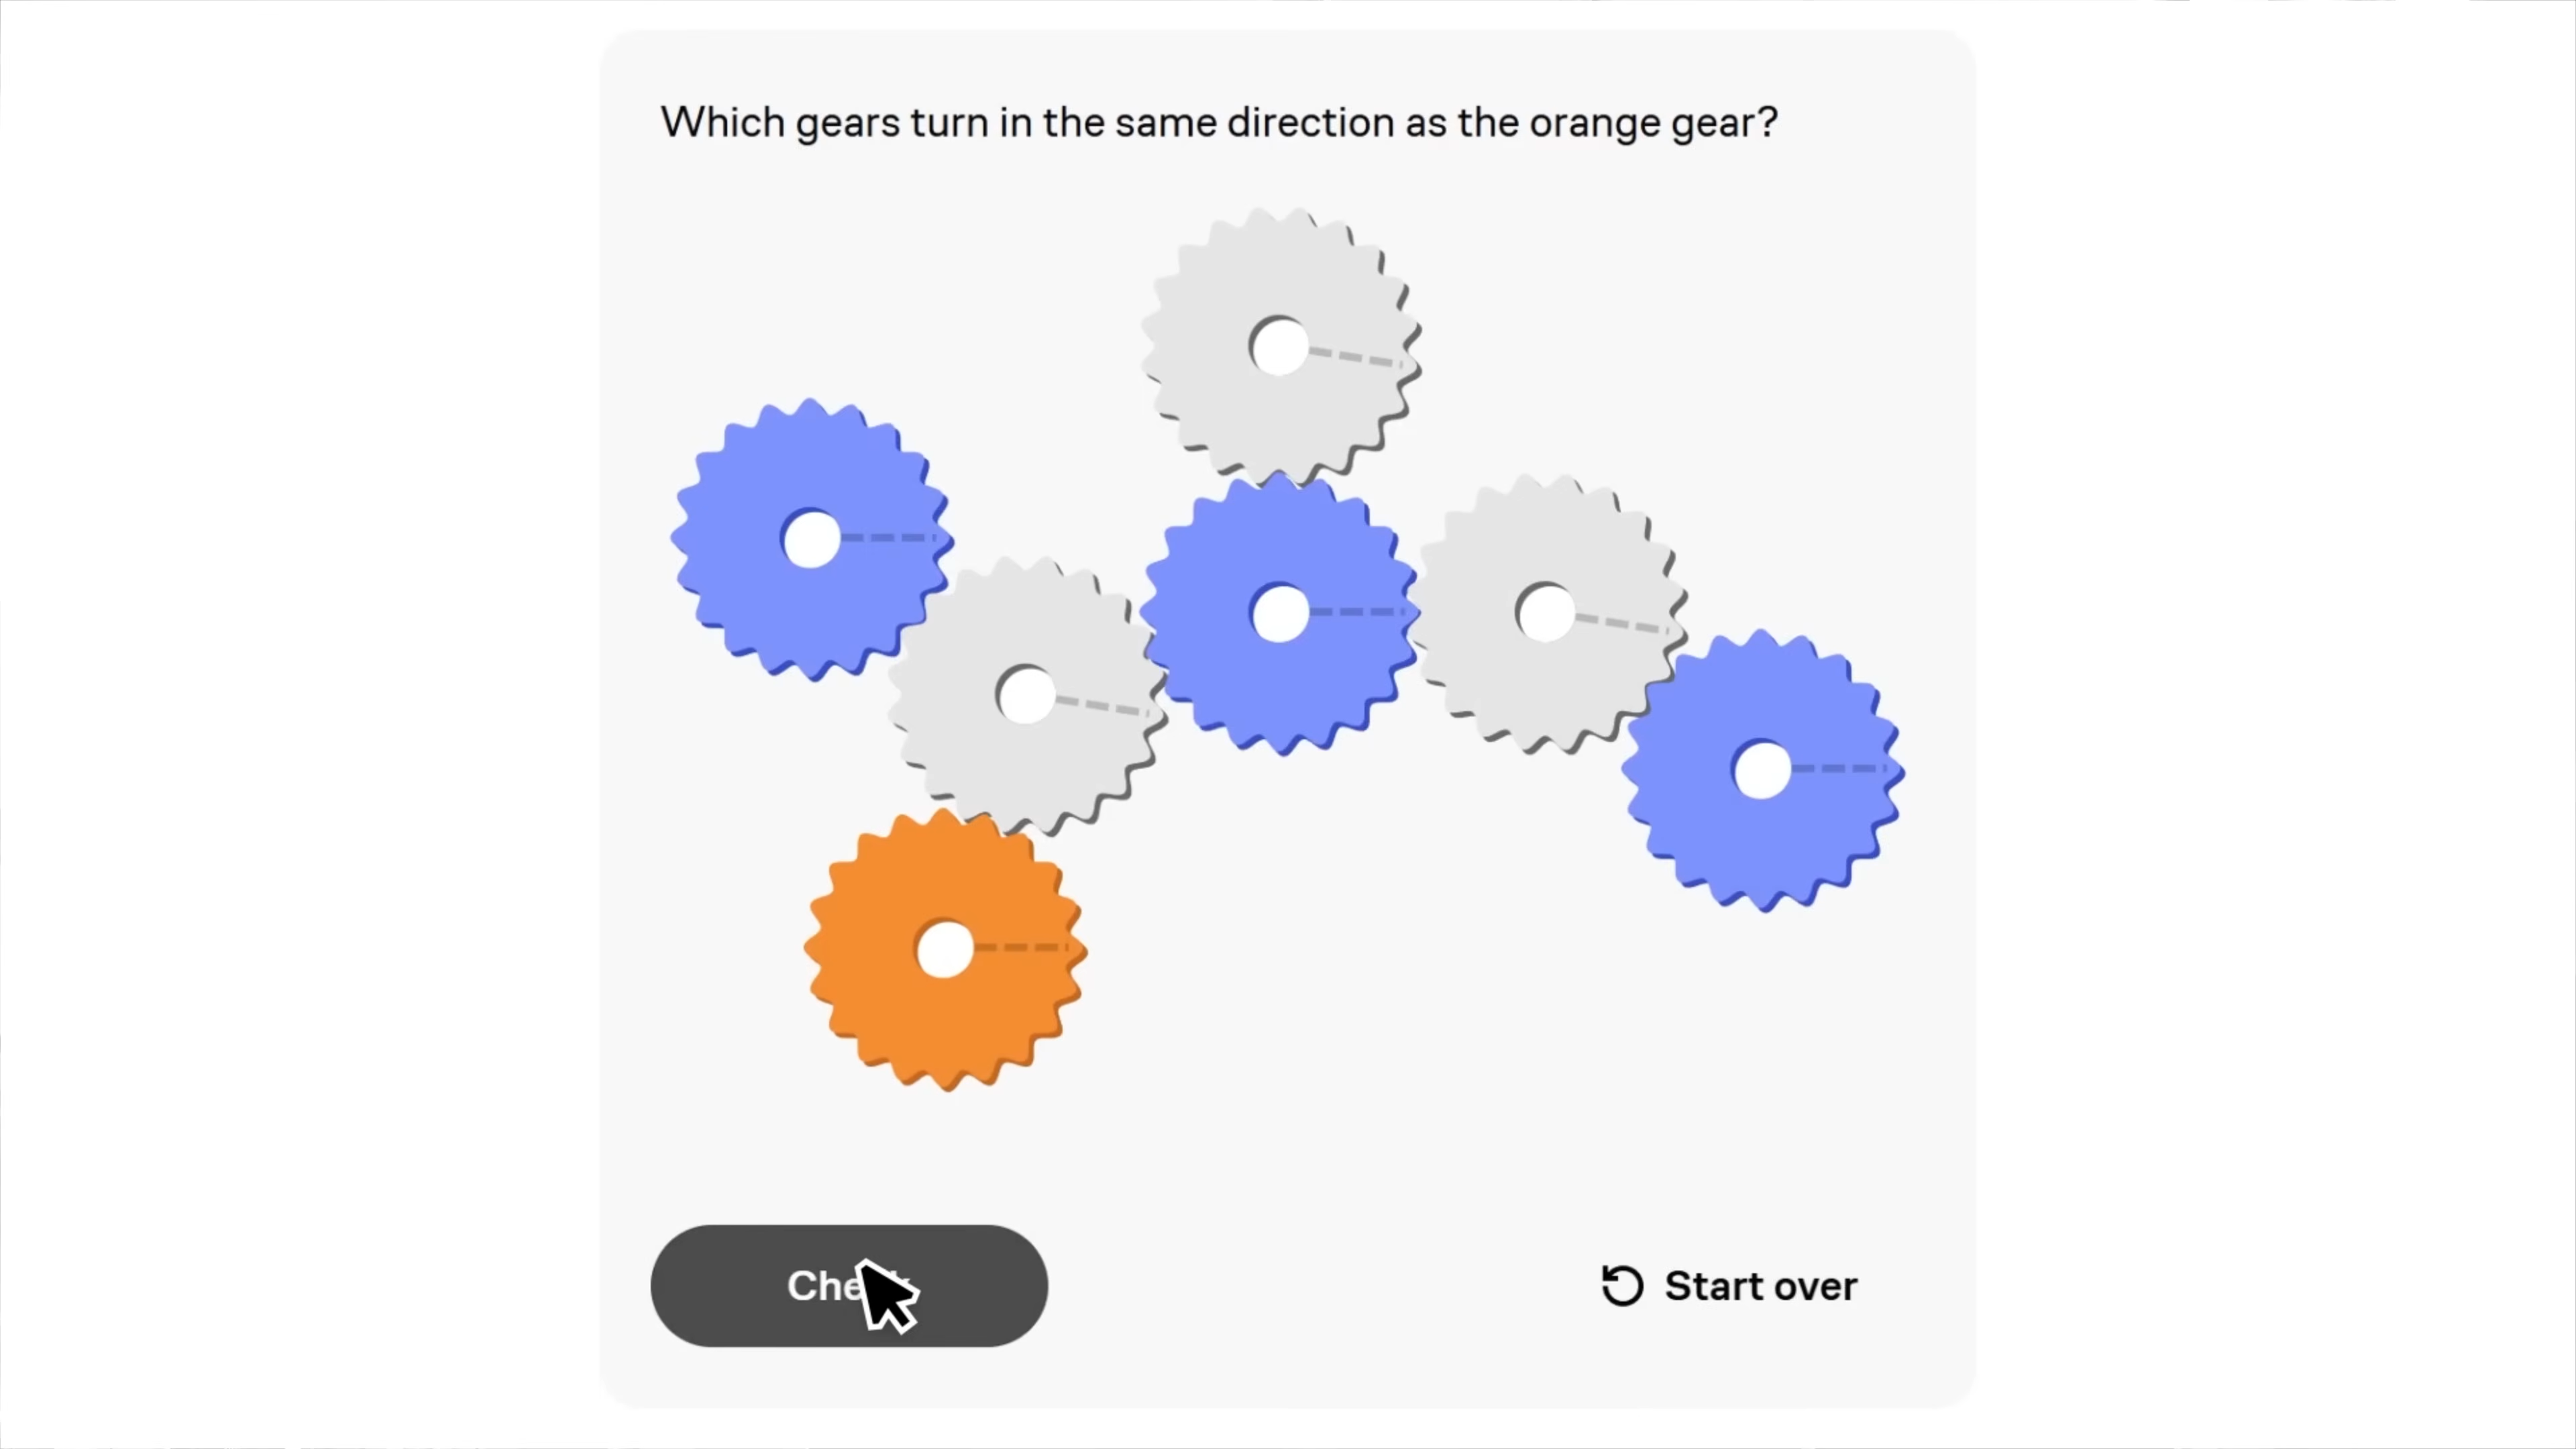 Which gears turn in the same direction as the orange gear?
Start over